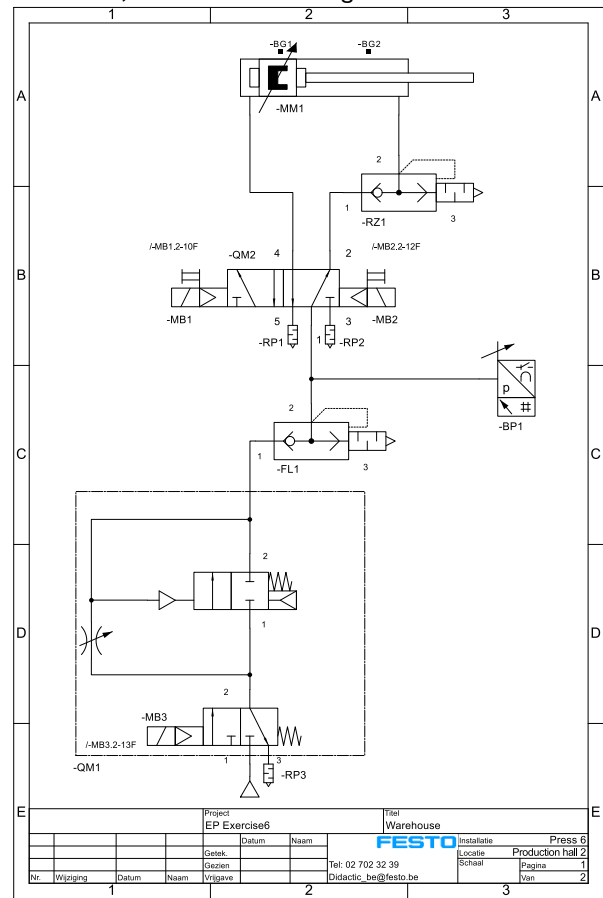 1 2 3
-BG1 -BG2
A A
-MM1
2
1
-RZ1
3
/-MB1.2-10F -QM2 4 2 /-MB2.2-12F
B B
-MB1 5 3 -MB2
-RP1 1 -RP2
p
#
-BP1
2
C C
1 -FL1 3
2
D D
1
2
-MB3
/-MB3.2-13F
-QM1 1 3
-RP3
E E
Project Titel
EP Exercise6 Warehouse
Datum Naam FESTO Installatie Press 6
Getek. Locatie Production hall 2
Gezien Tel: 02 702 32 39 Schaal Pagina 1
Nr. Wijziging Datum Naam Vrijgave Didactic_be@festo.be Van 2
1 2 3